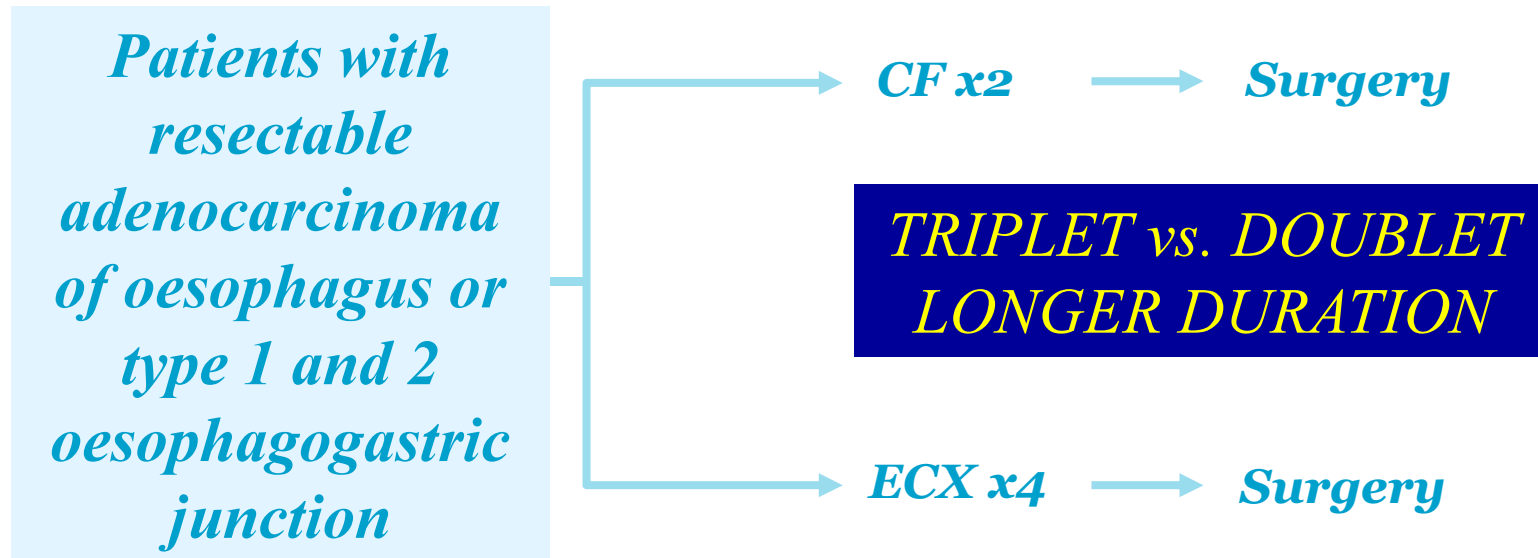 Patients with
resectable
adenocarcinoma
of oesophagus or
type 1 and 2
oesophagogastric
junction
CF x2
Surgery
TRIPLET vs. DOUBLET
LONGER DURATION
ECX x4
Surgery